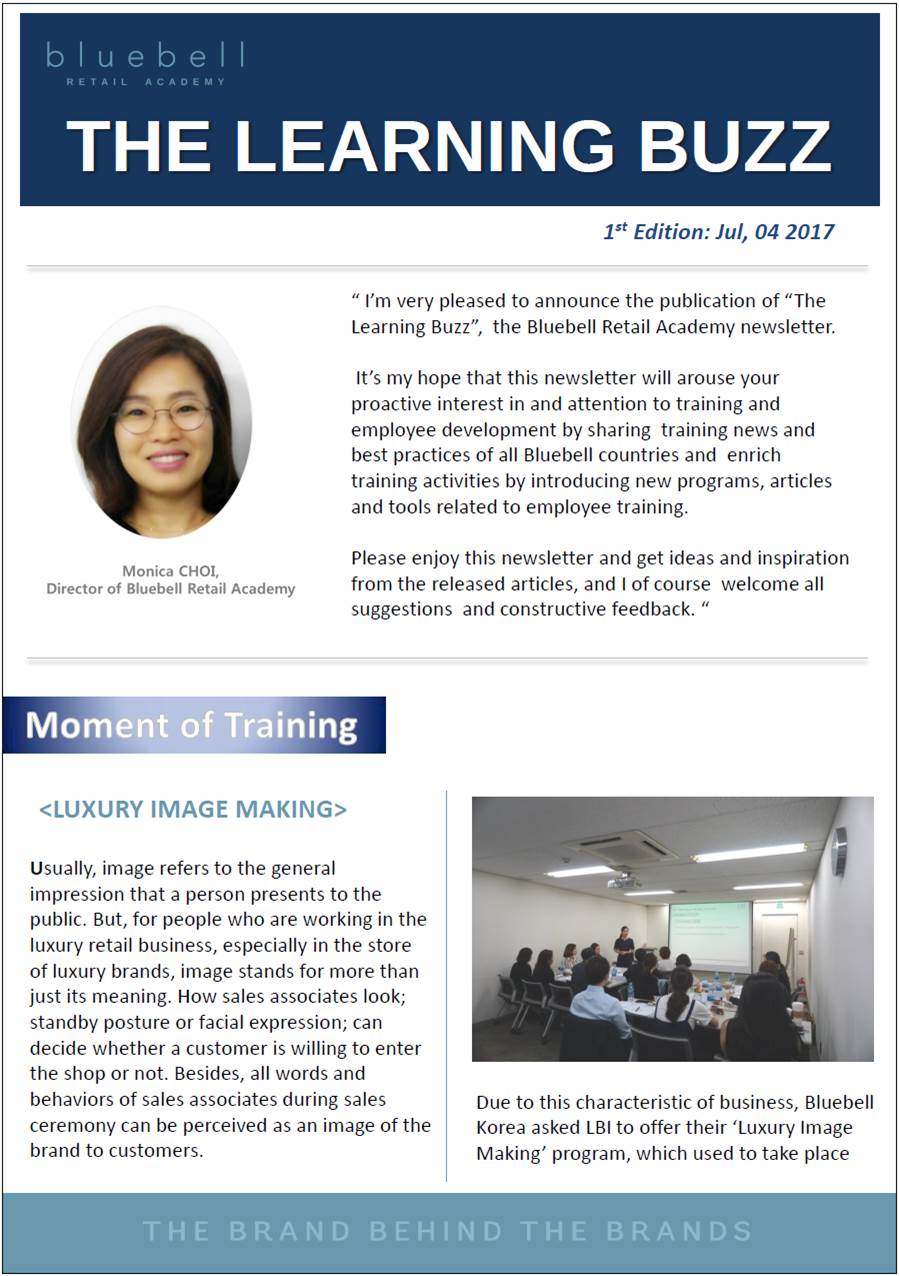 bluebell
RETAIL ACADEMY
THE LEARNING BUZZ
1st Edition: Jul, 04 2017
“ I’m very pleased to announce the publication of “The
Learning Buzz”,  the Bluebell Retail Academy newsletter.
It’s my hope that this newsletter will arouse your
proactive interest in and attention to training and
employee development by sharing  training news and
best practices of all Bluebell countries and  enrich
training activities by introducing new programs, articles
and tools related to employee training.
Please enjoy this newsletter and get ideas and inspiration
from the released articles, and I of course  welcome all
suggestions  and constructive feedback. “
Monica CHOI,
Director of Bluebell Retail Academy
Moment of Training
<LUXURY IMAGE MAKING>
Usually, image refers to the general
impression that a person presents to the
public. But, for people who are working in the
luxury retail business, especially in the store
of luxury brands, image stands for more than
just its meaning. How sales associates look;
standby posture or facial expression; can
decide whether a customer is willing to enter
the shop or not. Besides, all words and
behaviors of sales associates during sales
ceremony can be perceived as an image of the
brand to customers.
Due to this characteristic of business, Bluebell
Korea asked LBI to offer their ‘Luxury Image
Making’ program, which used to take place
THE BRAND BEHIND THE BRANDS